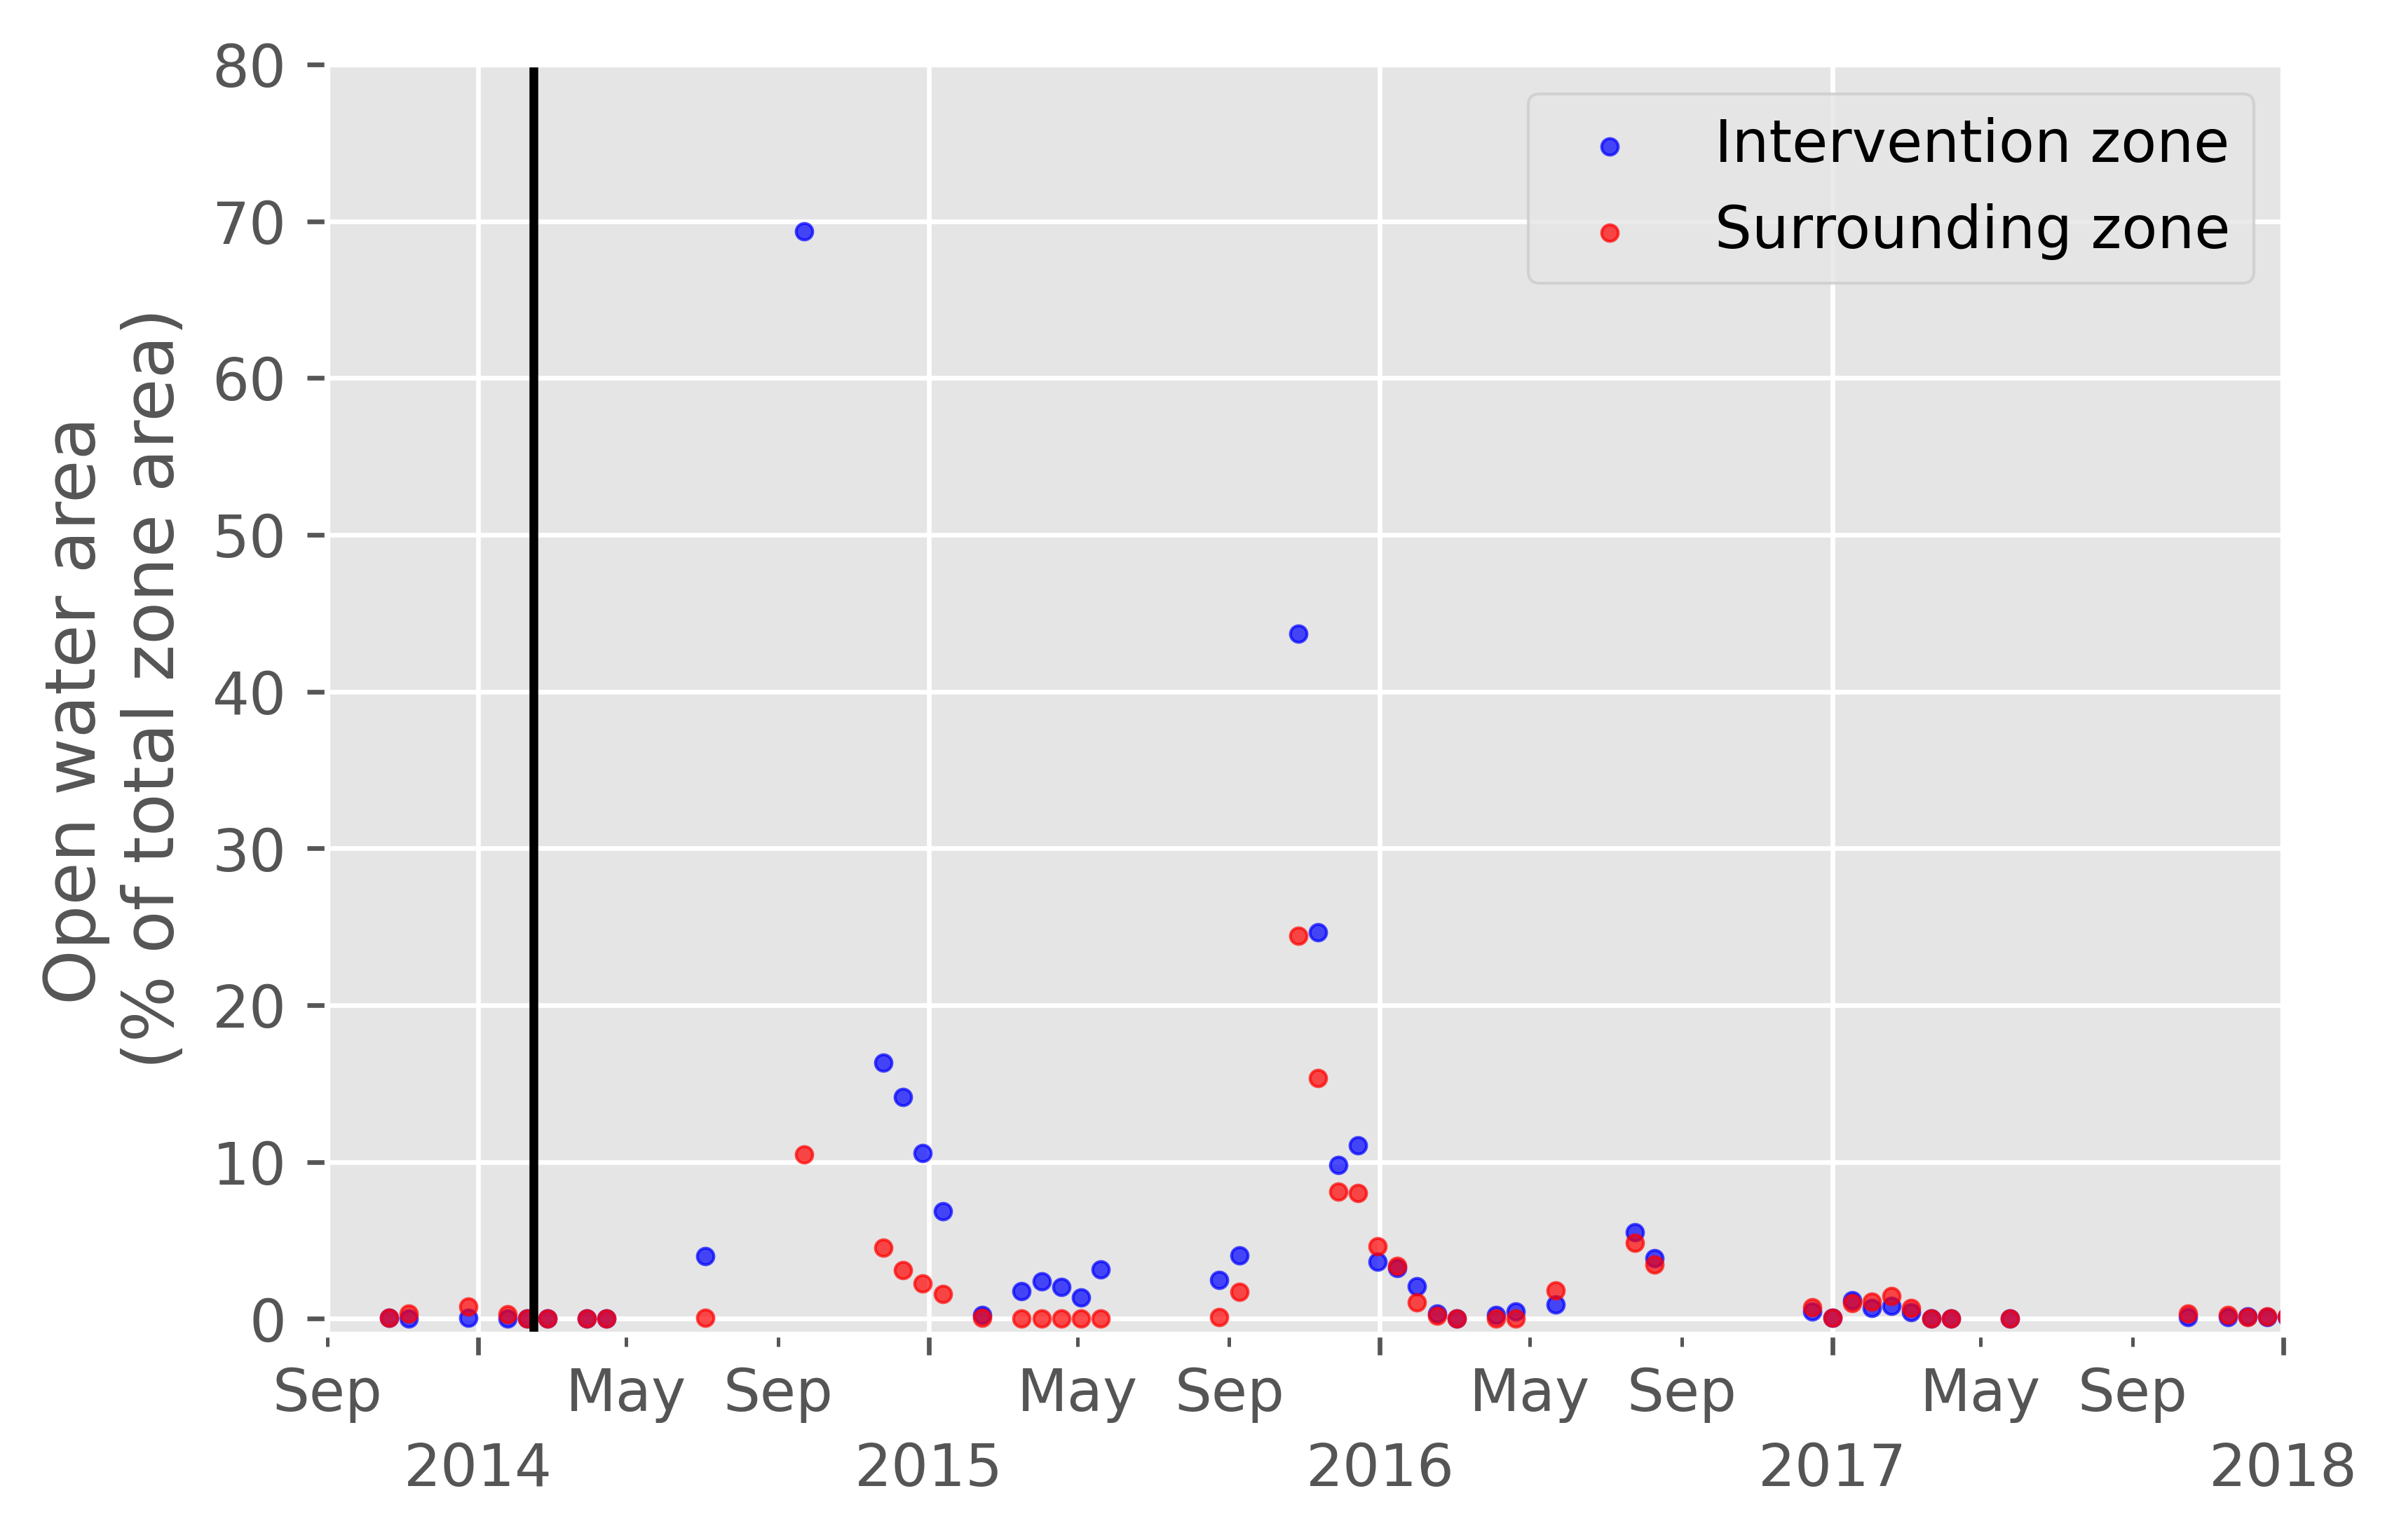 Open water area
(% of total zone area)
80
70
60
50
40
30
20
10
0
Intervention zone
Surrounding zone
Sep May Sep May Sep May Sep May Sep
2014 2015 2016 2017 2018